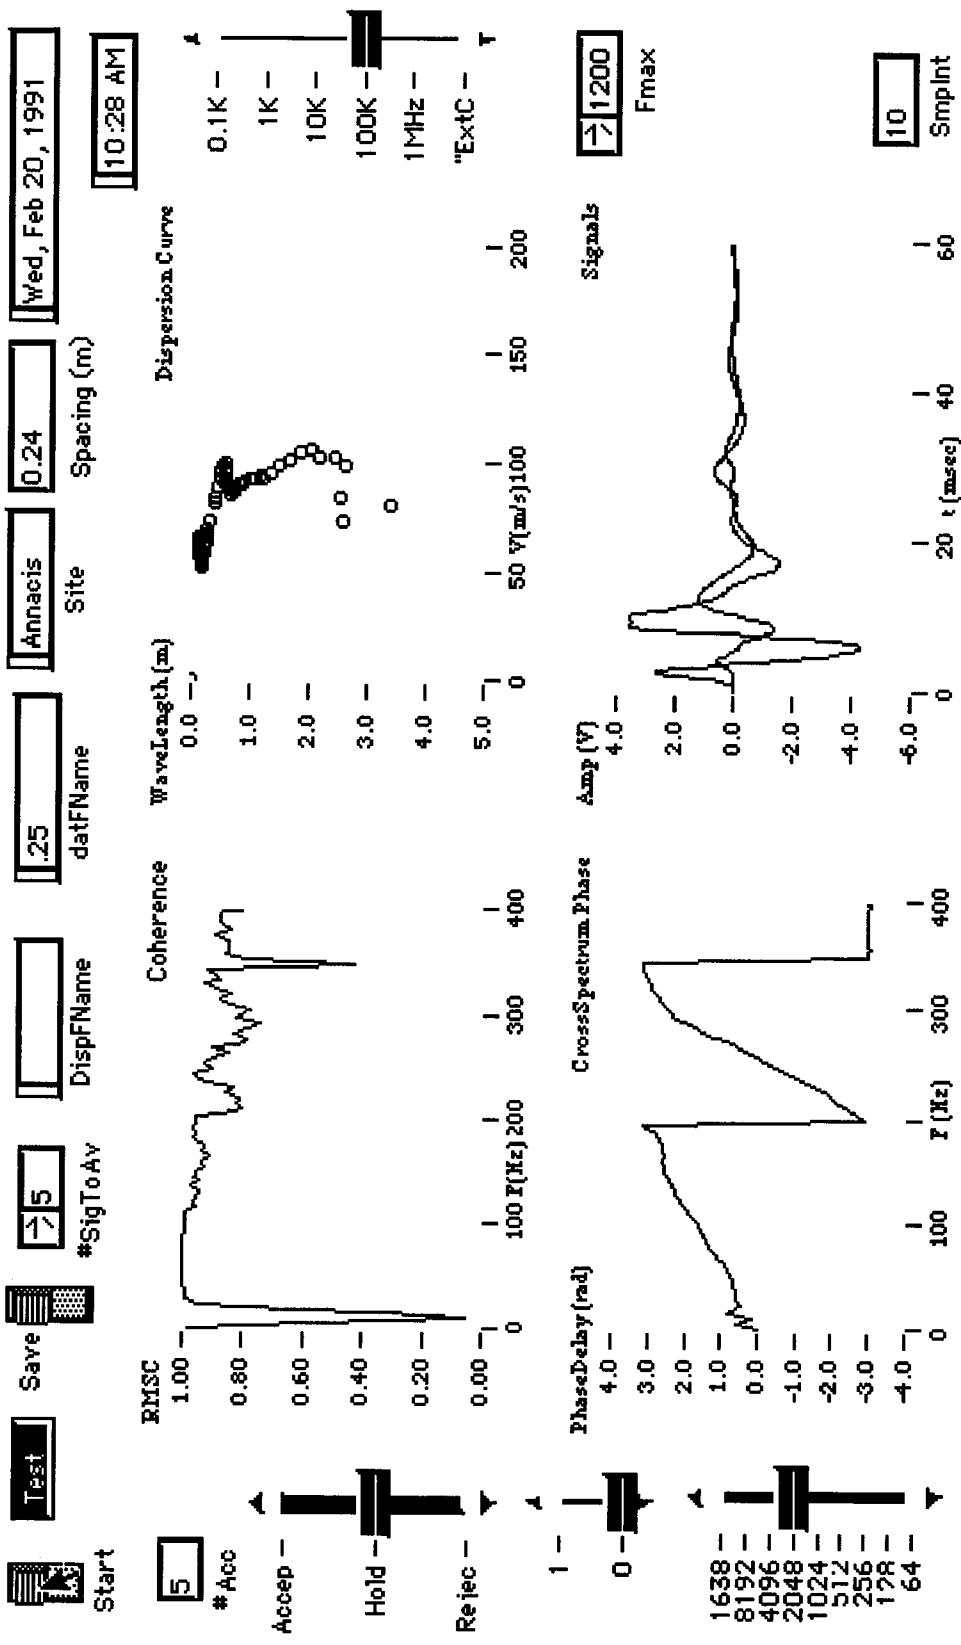 Start
Test
Save
5
#SigToAv
DispFName
.25
datFName
Annacis
Site
0.24
Spacing (m)
Wed, Feb 20, 1991
10:28 AM
5
#Acc
Accep
Hold
Rejec
RMSC
Coherence
1.00
0.80
0.60
0.40
0.20
0.00
0
100
F(Hz)
200
300
400
WaveLength(m)
Dispersion Curve
0.0
1.0
2.0
3.0
4.0
5.0
0
50
V(m/s)
100
150
200
0.1K
1K
10K
100K
1MHz
"ExtC
1
0
1638
8192
4096
2048
1024
512
256
128
64
PhaseDelay(rad)
CrossSpectrumPhase
4.0
3.0
2.0
1.0
0.0
-1.0
-2.0
-3.0
-4.0
0
100
F(Hz)
300
400
Amp(V)
Signals
4.0
2.0
0.0
-2.0
-4.0
-6.0
0
20
t(msec)
40
60
1200
Fmax
10
SmpInt